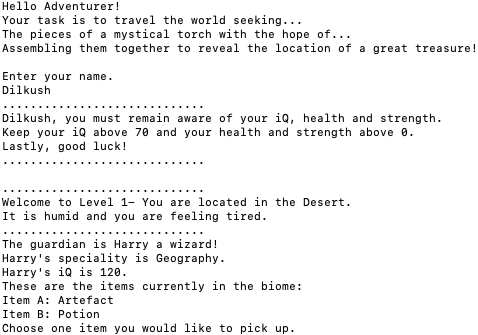 Hello Adventurer!
Your task is to travel the world seeking...
The pieces of a mystical torch with the hope of...
Assembling them together to reveal the location of a great treasure!
Enter your name.
Dilkush
.............................
Dilkush, you must remain aware of your iQ, health and strength.
Keep your iQ above 70 and your health and strength above 0.
Lastly, good luck!
.............................
.............................
Welcome to Level 1– You are located in the Desert.
It is humid and you are feeling tired.
.............................
The guardian is Harry a wizard!
Harry's speciality is Geography.
Harry's iQ is 120.
These are the items currently in the biome:
Item A: Artefact
Item B: Potion
Choose one item you would like to pick up.